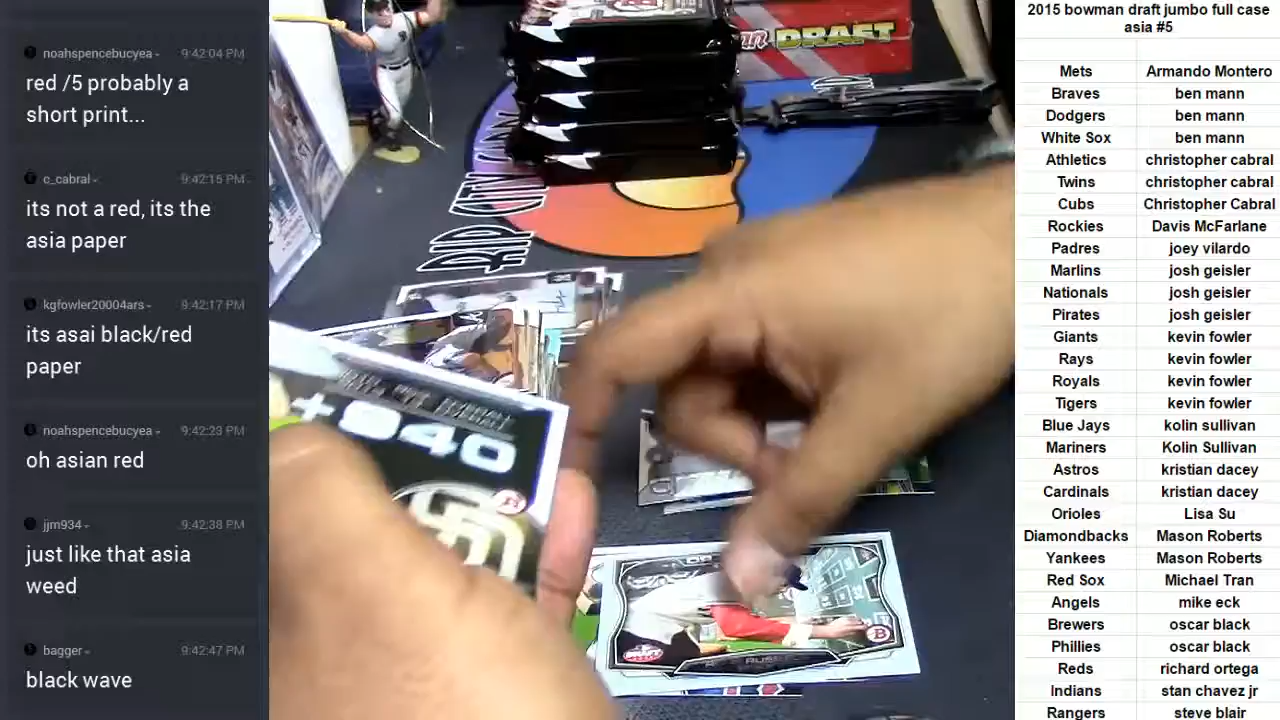 noahspencebucyea 9:42:04 PM
red /5 probably a
short print...
c_cabral 9:42:15 PM
its not a red, its the
asia paper
kgfowler20004ars 9:42:17 PM
its asai black/red
paper
noahspencebucyea 9:42:23 PM
oh asian red
jjm934 9:42:38 PM
just like that asia
weed
bagger 9:42:47 PM
black wave
DRAFT
RIP CITY
+940
SD
B
DRAFT
2015 bowman draft jumbo full case
asia #5
Mets Armando Montero
Braves ben mann
Dodgers ben mann
White Sox ben mann
Athletics christopher cabral
Twins christopher cabral
Cubs Christopher Cabral
Rockies Davis McFarlane
Padres joey vilardo
Marlins josh geisler
Nationals josh geisler
Pirates josh geisler
Giants kevin fowler
Rays kevin fowler
Royals kevin fowler
Tigers kevin fowler
Blue Jays kolin sullivan
Mariners Kolin Sullivan
Astros kristian dacey
Cardinals kristian dacey
Orioles Lisa Su
Diamondbacks Mason Roberts
Yankees Mason Roberts
Red Sox Michael Tran
Angels mike eck
Brewers oscar black
Phillies oscar black
Reds richard ortega
Indians stan chavez jr
Rangers steve blair